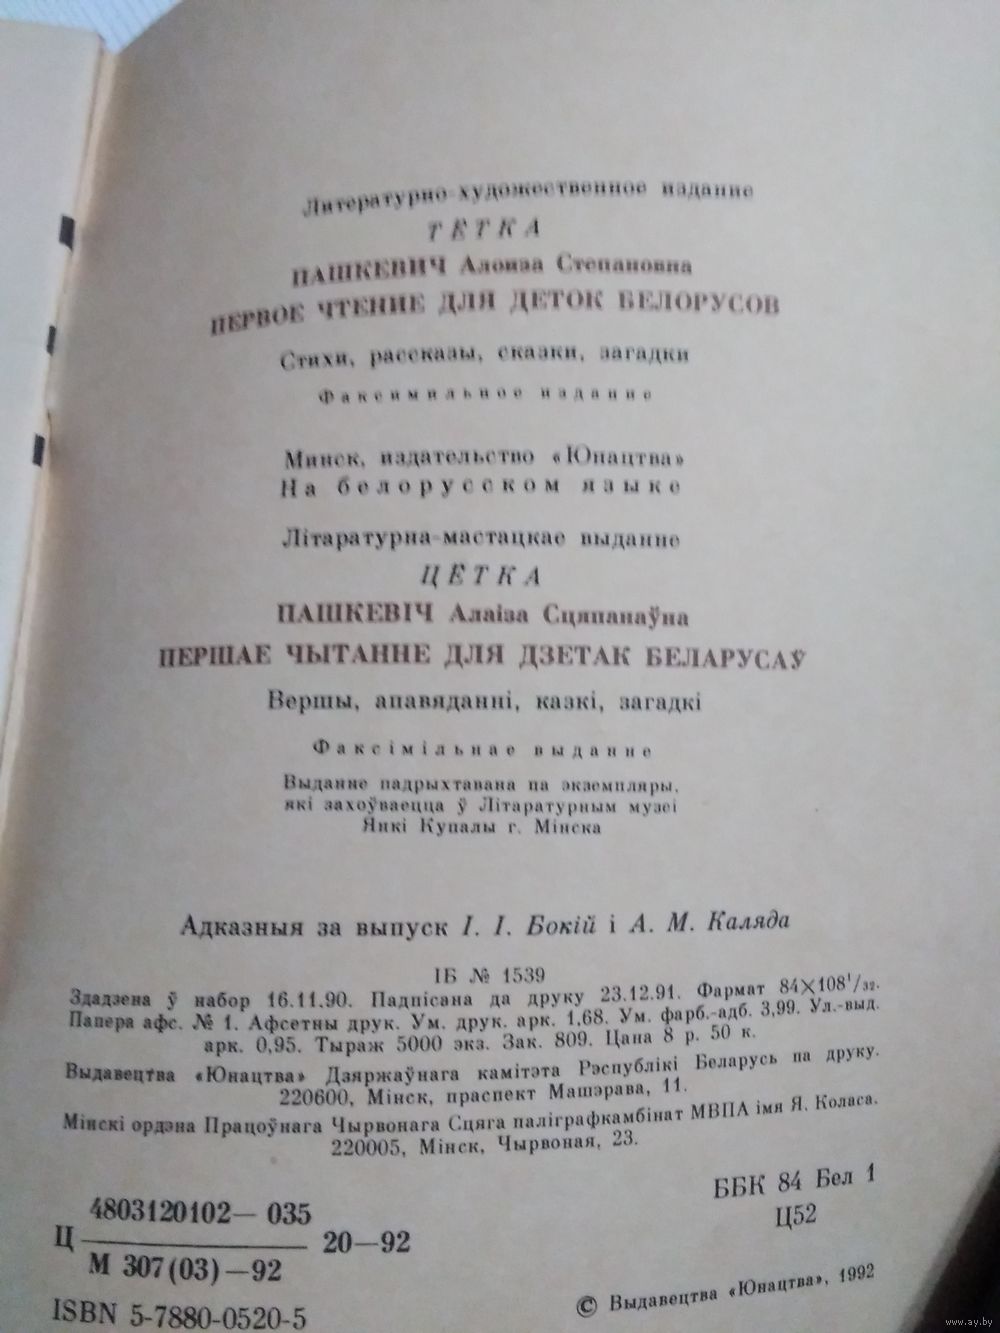 Литературно-художественное издание
ТЁТКА
ПАШКЕВИЧ Алоиза Степановна
ПЕРВОЕ ЧТЕНИЕ ДЛЯ ДЕТОК БЕЛОРУСОВ
Стихи, рассказы, сказки, загадки
Факсимильное издание
Минск, издательство «Юнацтва»
На белорусском языке
Літаратурна-мастацкае выданне
ЦЁТКА
ПАШКЕВІЧ Алаіза Сцяпанаўна
ПЕРШАЕ ЧЫТАННЕ ДЛЯ ДЗЕТАК БЕЛАРУСАЎ
Вершы, апавяданні, казкі, загадкі
Факсімільнае выданне
Выданне падрыхтавана па экземпляры,
які захоўваецца ў Літаратурным музеі
Янкі Купалы г. Мінска
Адказныя за выпуск І. І. Бокій і А. М. Каляда
ІБ № 1539
Здадзена ў набор 16.11.90. Падпісана да друку 23.12.91. Фармат 84×108¹/₃₂.
Папера афс. № 1. Афсетны друк. Ум. друк. арк. 1,68. Ум. фарб.-адб. 3,99. Ул.-выд.
арк. 0,95. Тыраж 5000 экз. Зак. 809. Цана 8 р. 50 к.
Выдавецтва «Юнацтва» Дзяржаўнага камітэта Рэспублікі Беларусь па друку.
220600, Мінск, праспект Машэрава, 11.
Мінскі ордэна Працоўнага Чырвонага Сцяга паліграфкамбінат МВПА імя Я. Коласа.
220005, Мінск, Чырвоная, 23.
Ц 4803120102—035
М 307(03)—92
20—92
ББК 84 Бел 1
Ц52
ISBN 5-7880-0520-5
© Выдавецтва «Юнацтва», 1992
www.ay.by